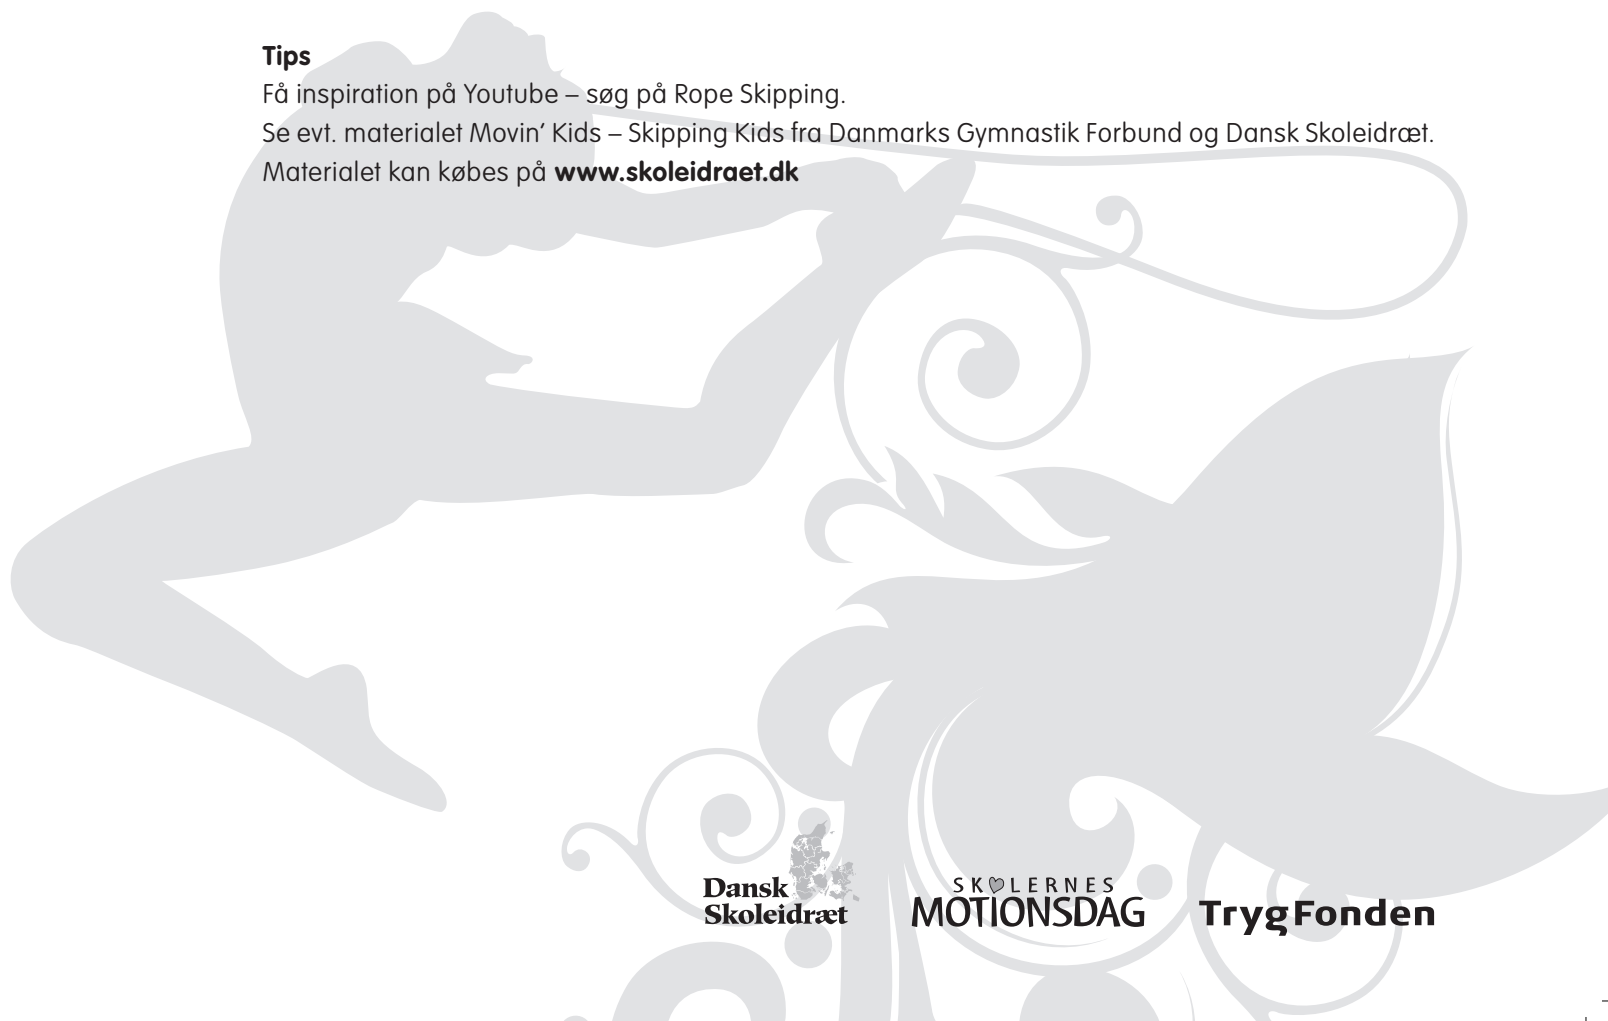 Tips
Få inspiration på Youtube – søg på Rope Skipping.
Se evt. materialet Movin’ Kids – Skipping Kids fra Danmarks Gymnastik Forbund og Dansk Skoleidræt.
Materialet kan købes på www.skoleidraet.dk
Dansk
Skoleidræt
SKOLERNES
MOTIONSDAG
TrygFonden